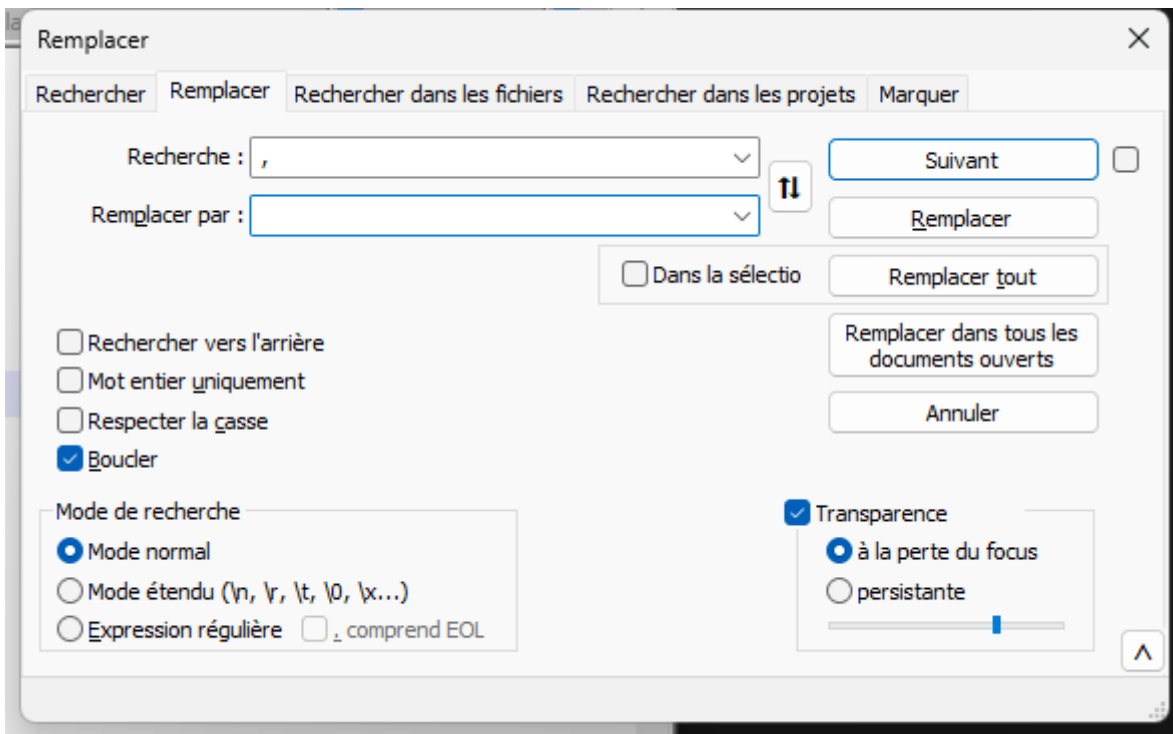 la
Remplacer
Rechercher Remplacer Rechercher dans les fichiers Rechercher dans les projets Marquer
Recherche : , Suivant
Remplacer par : Remplacer
Dans la sélectio Remplacer tout
Remplacer dans tous les
documents ouverts
Rechercher vers l'arrière
Mot entier uniquement
Annuler
Respecter la casse
Boucler
Mode de recherche Transparence
Mode normal à la perte du focus
Mode étendu (\n, \r, \t, \0, \x...) persistante
Expression régulière . comprend EOL